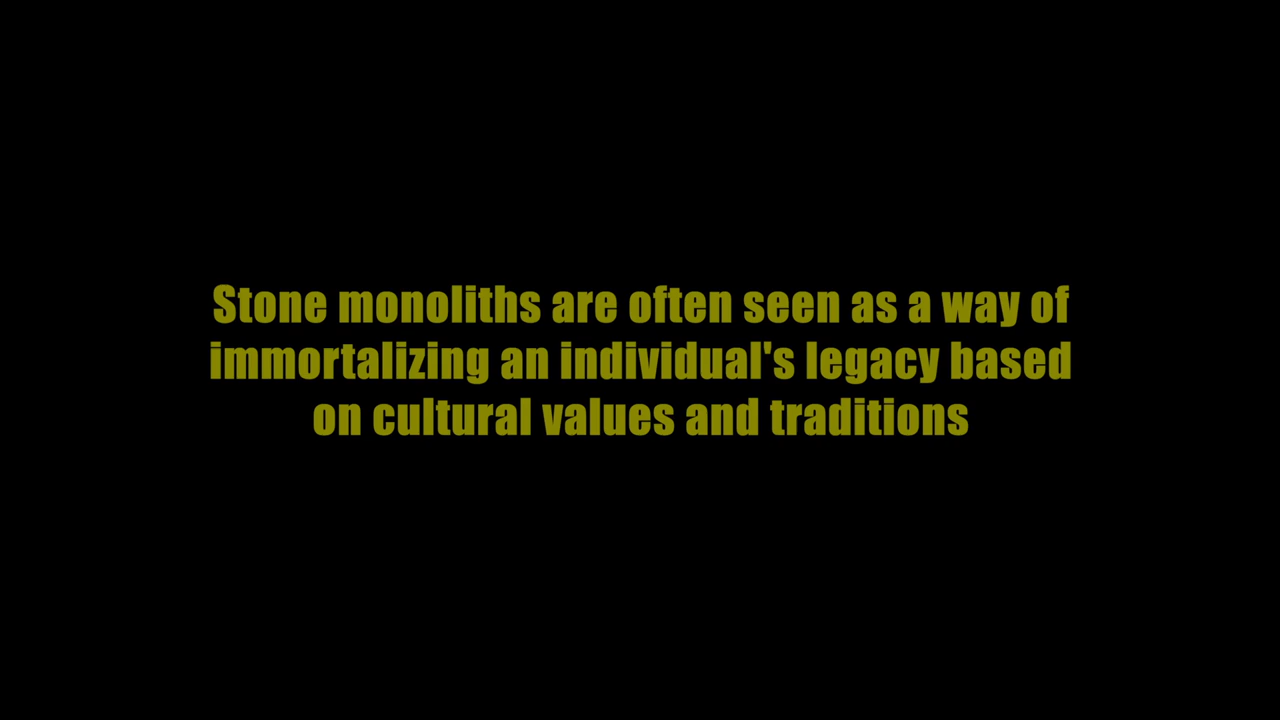 Stone monoliths are often seen as a way of
immortalizing an individual's legacy based
on cultural values and traditions